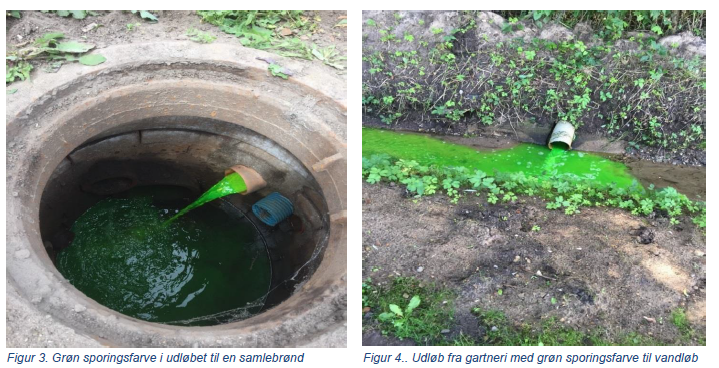 Figur 3. Grøn sporingsfarve i udløbet til en samlebrønd
Figur 4.. Udløb fra gartneri med grøn sporingsfarve til vandløb